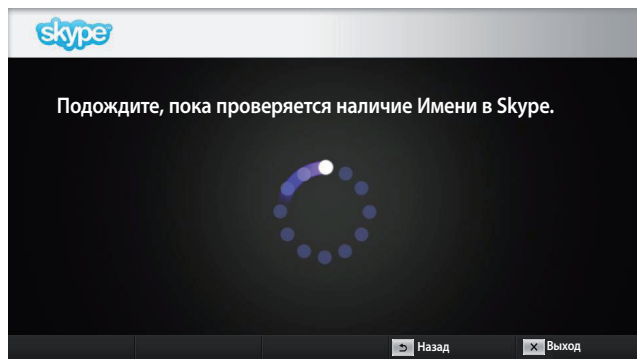 skype
Подождите, пока проверяется наличие Имени в Skype.
Назад
Выход